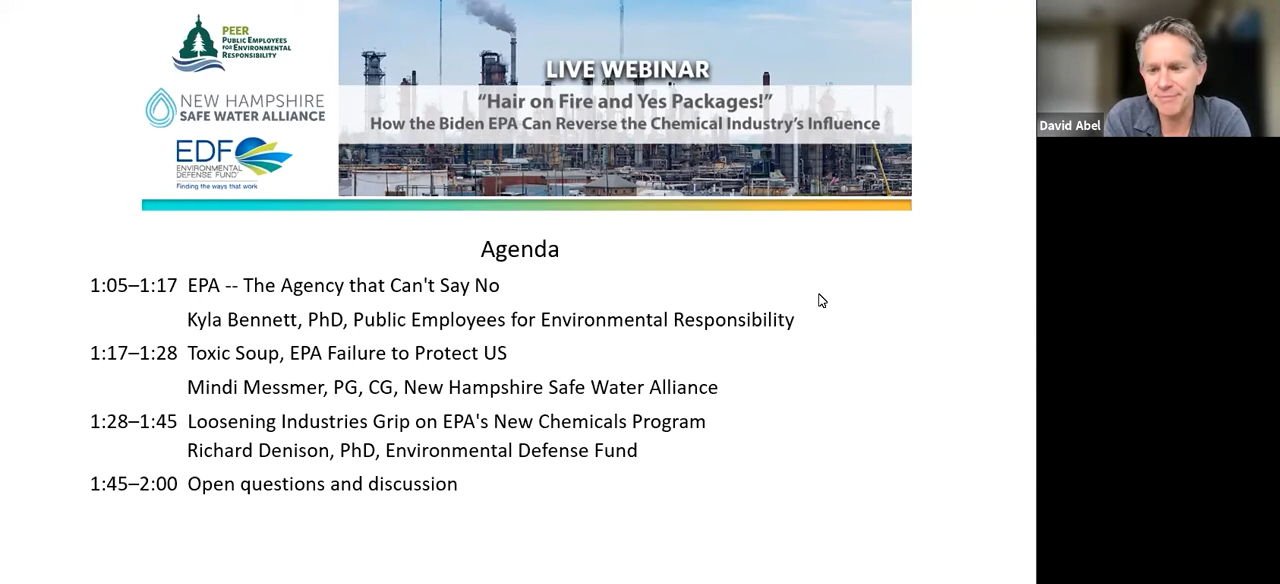 PEER
PUBLIC EMPLOYEES
FOR ENVIRONMENTAL
RESPONSIBILITY
NEW HAMPSHIRE
SAFE WATER ALLIANCE
EDF
ENVIRONMENTAL
DEFENSE FUND
Finding the ways that work
LIVE WEBINAR
“Hair on Fire and Yes Packages!”
How the Biden EPA Can Reverse the Chemical Industry’s Influence
David Abel
Agenda
1:05–1:17 EPA -- The Agency that Can't Say No
Kyla Bennett, PhD, Public Employees for Environmental Responsibility
1:17–1:28 Toxic Soup, EPA Failure to Protect US
Mindi Messmer, PG, CG, New Hampshire Safe Water Alliance
1:28–1:45 Loosening Industries Grip on EPA's New Chemicals Program
Richard Denison, PhD, Environmental Defense Fund
1:45–2:00 Open questions and discussion